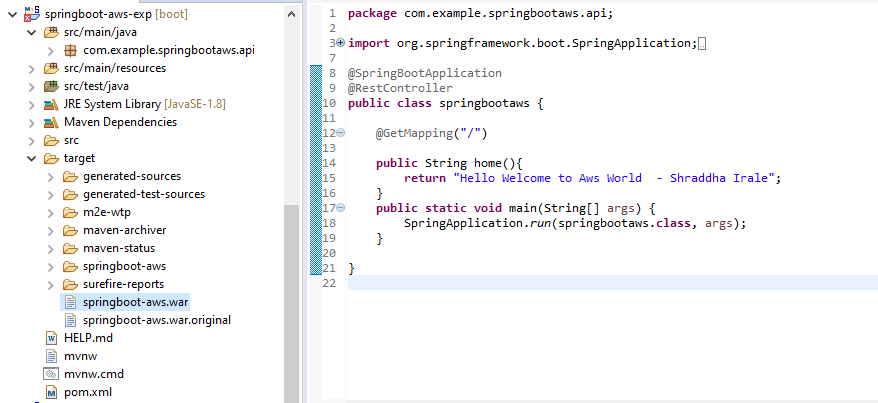 springboot-aws-exp [boot]
src/main/java
com.example.springbootaws.api
src/main/resources
src/test/java
JRE System Library [JavaSE-1.8]
Maven Dependencies
src
target
generated-sources
generated-test-sources
m2e-wtp
maven-archiver
maven-status
springboot-aws
surefire-reports
springboot-aws.war
springboot-aws.war.original
HELP.md
mvnw
mvnw.cmd
pom.xml
1 package com.example.springbootaws.api;
2
3 import org.springframework.boot.SpringApplication;
7
8 @SpringBootApplication
9 @RestController
10 public class springbootaws {
11
12 @GetMapping("/")
13
14 public String home(){
15 return "Hello Welcome to Aws World  - Shraddha Irale";
16 }
17 public static void main(String[] args) {
18 SpringApplication.run(springbootaws.class, args);
19 }
20
21 }
22